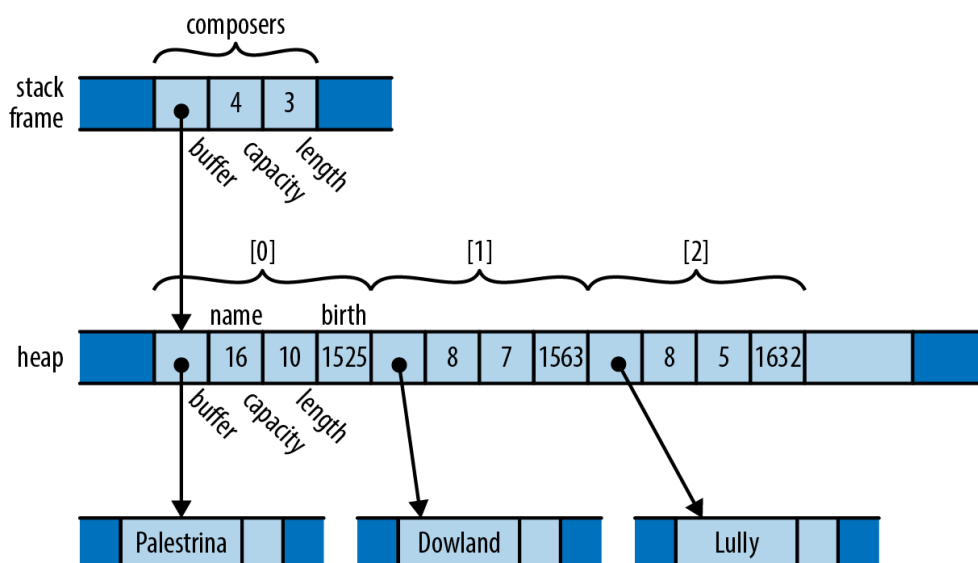 composers
stack
frame
4 3
buffer capacity length
[0] [1] [2]
name birth
heap
16 10 1525 8 7 1563 8 5 1632
buffer capacity length
Palestrina Dowland Lully